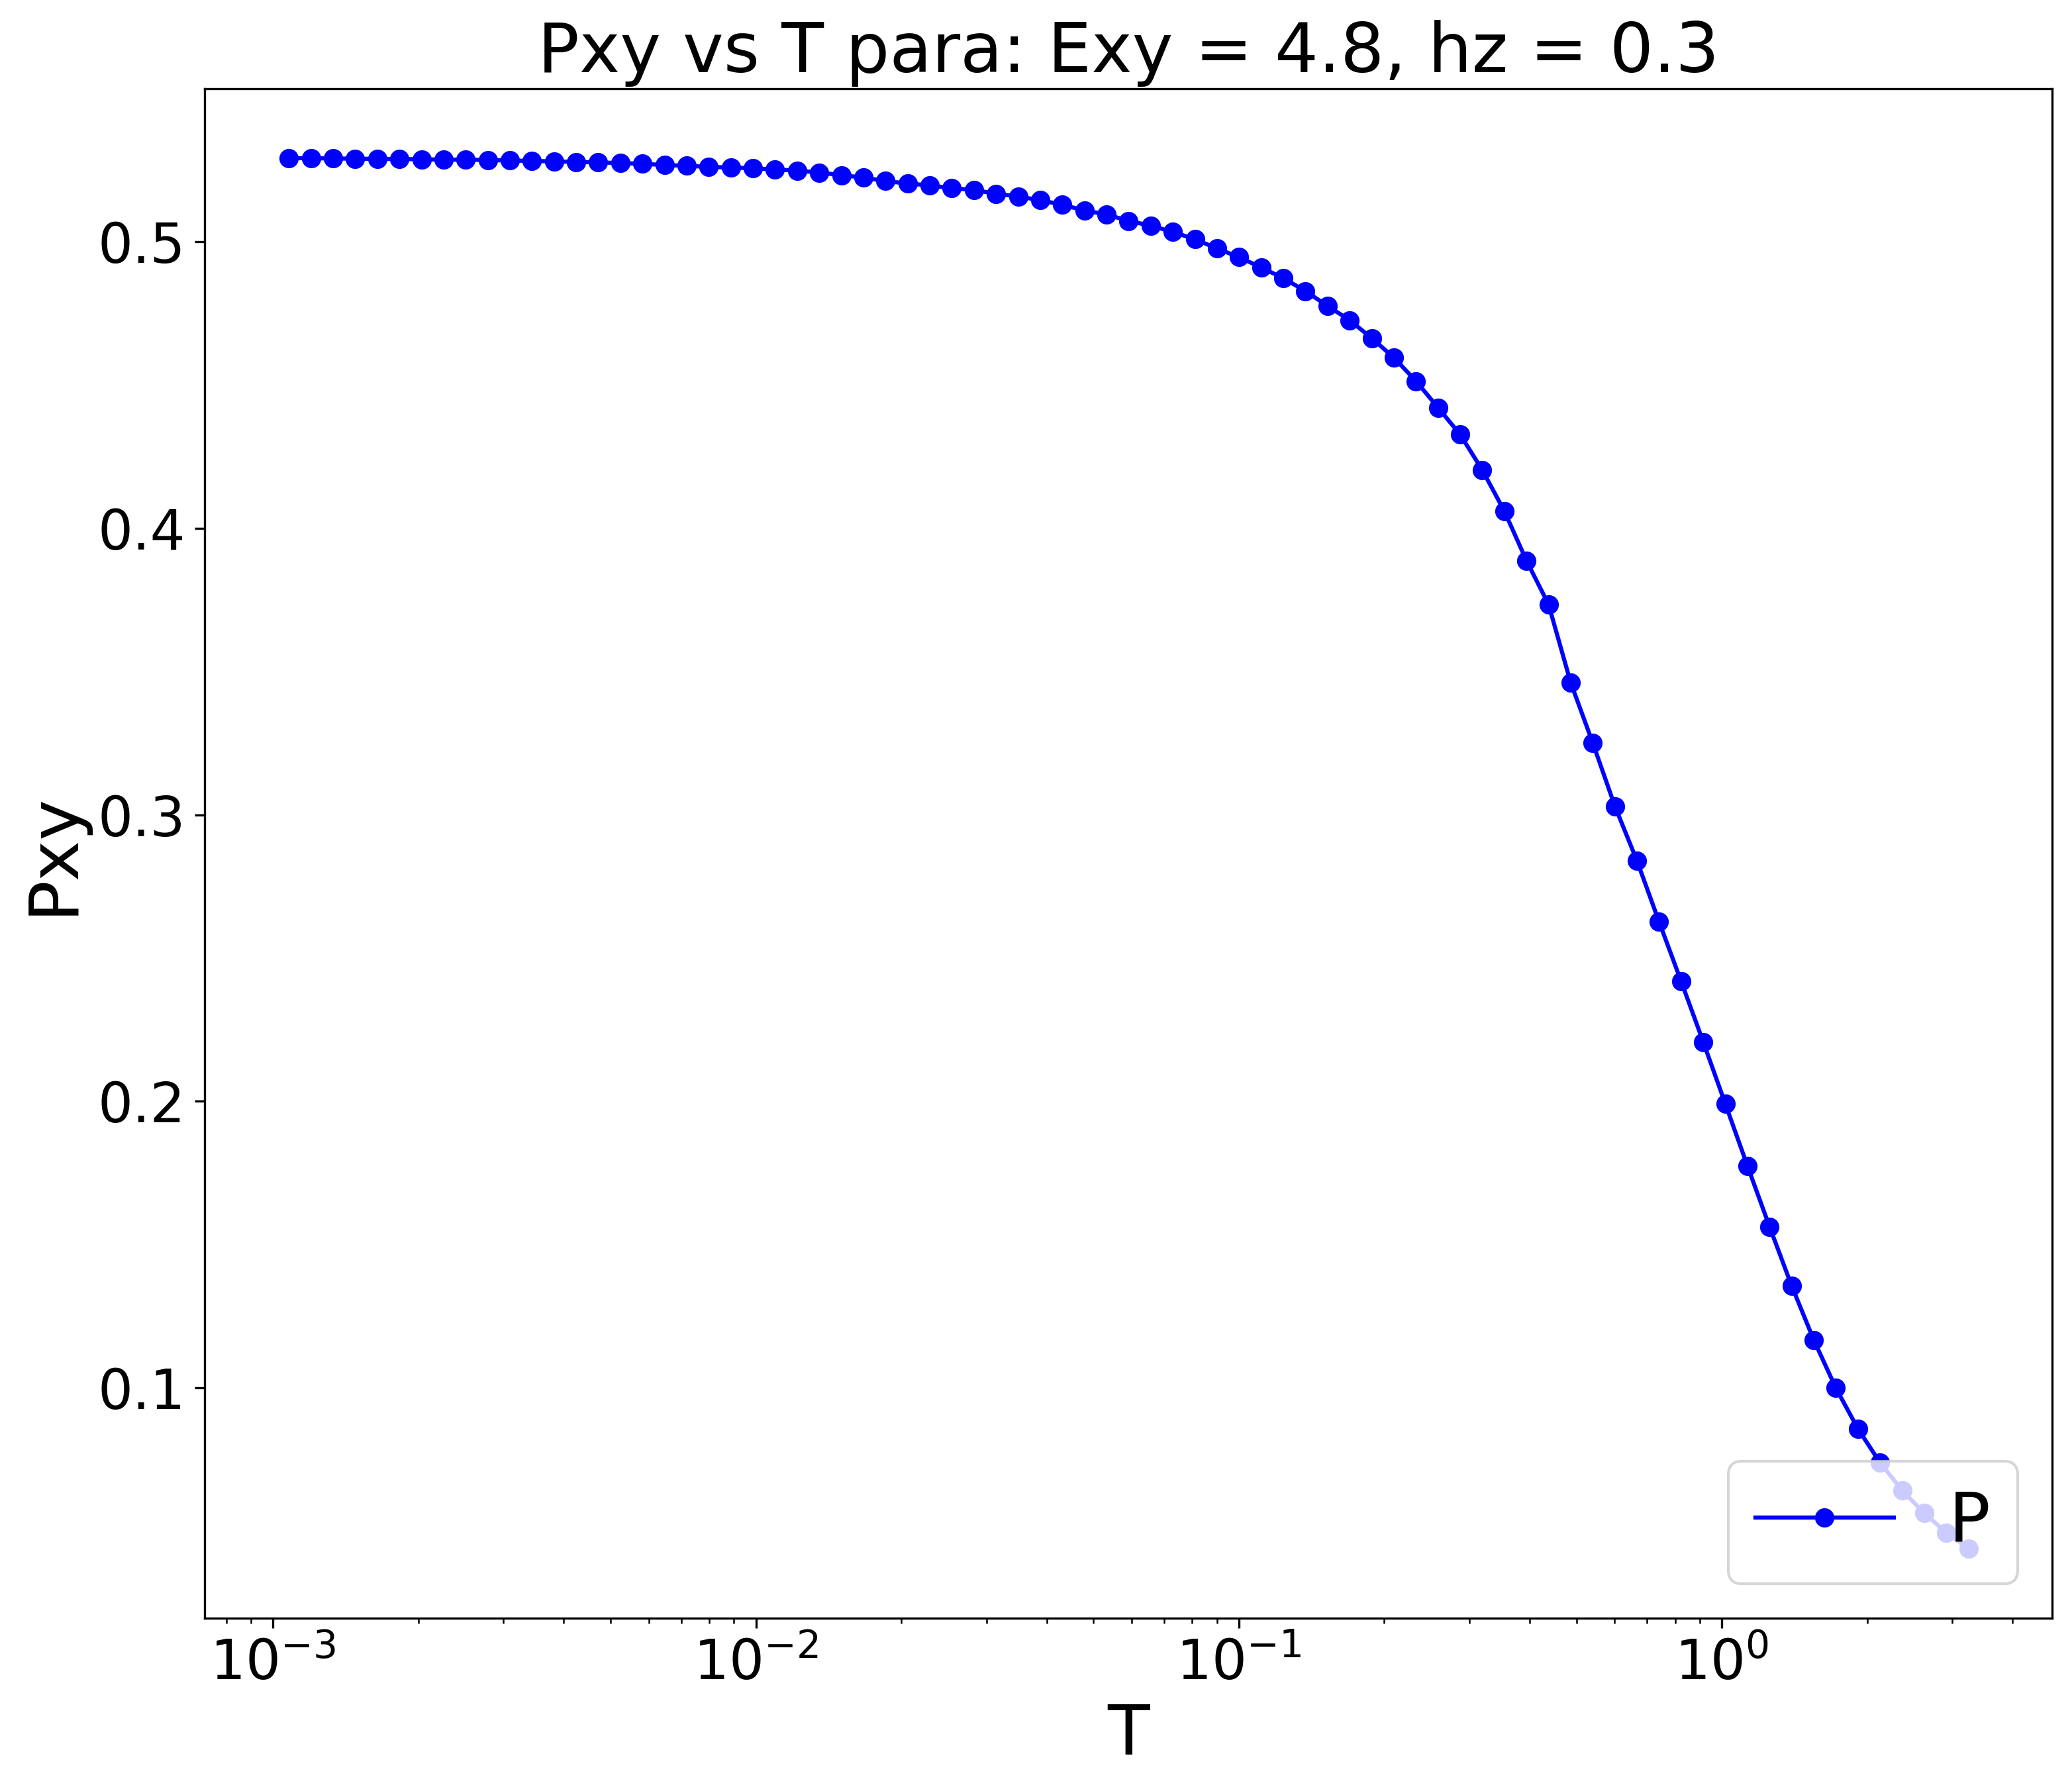 Pxy vs T para: Exy = 4.8, hz = 0.3
Pxy
0.5
0.4
0.3
0.2
0.1
P
10⁻³ 10⁻² 10⁻¹ 10⁰
T